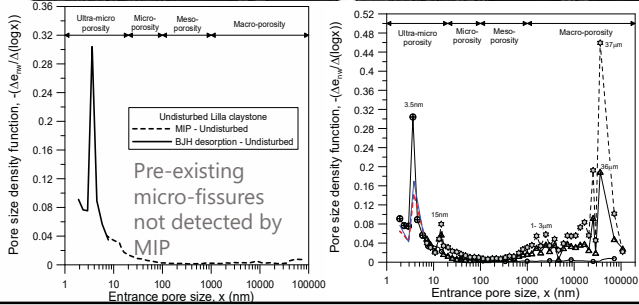 Pore size density function, -(Δe_nw/Δ(logx))
0.36
0.32
0.28
0.24
0.2
0.16
0.12
0.08
0.04
0
Ultra-micro
porosity
Micro-
porosity
Meso-
porosity
Macro-porosity
Undisturbed Lilla claystone
MIP - Undisturbed
BJH desorption - Undisturbed
Pre-existing
micro-fissures
not detected by
MIP
1 10 100 1000 10000 100000
Entrance pore size, x (nm)
Pore size density function, -(Δe_nw/Δ(logx))
0.52
0.48
0.44
0.4
0.36
0.32
0.28
0.24
0.2
0.16
0.12
0.08
0.04
0
Ultra-micro
porosity
Micro-
porosity
Meso-
porosity
Macro-porosity
37μm
3.5nm
36μm
15nm
1- 3μm
1 10 100 1000 10000 100000
Entrance pore size, x (nm)